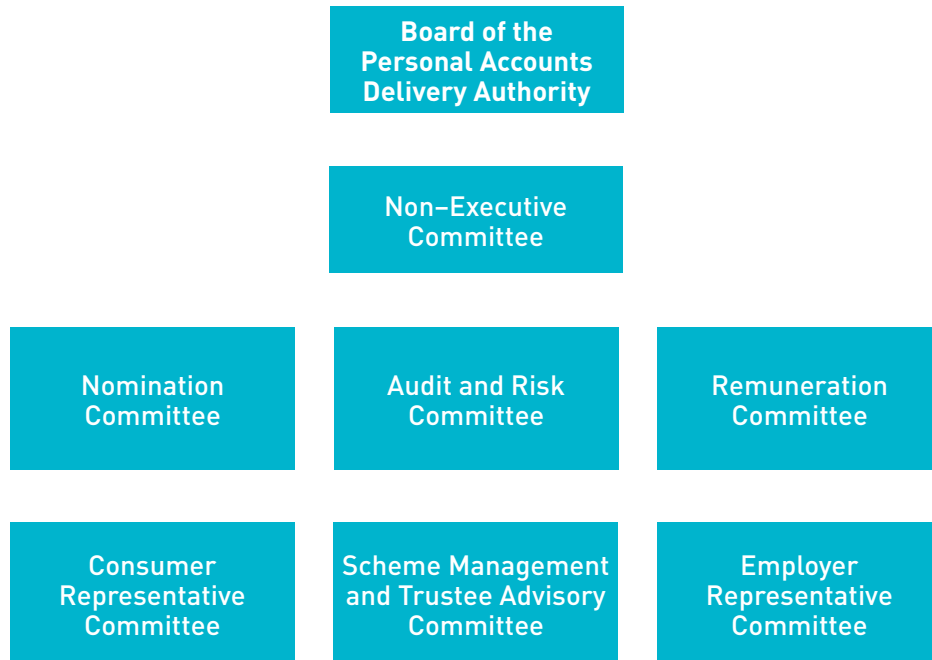 Board of the
Personal Accounts
Delivery Authority
Non–Executive
Committee
Nomination
Committee
Audit and Risk
Committee
Remuneration
Committee
Consumer
Representative
Committee
Scheme Management
and Trustee Advisory
Committee
Employer
Representative
Committee